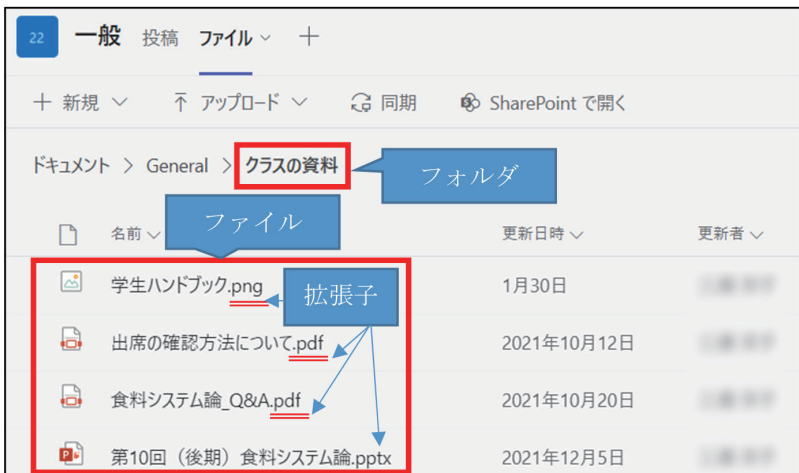 22 一般 投稿 ファイル
新規 アップロード 同期 SharePoint で開く
ドキュメント > General > クラスの資料
フォルダ
ファイル
名前 更新日時 更新者
学生ハンドブック.png 1月30日
拡張子
出席の確認方法について.pdf 2021年10月12日
食料システム論_Q&A.pdf 2021年10月20日
第10回（後期）食料システム論.pptx 2021年12月5日